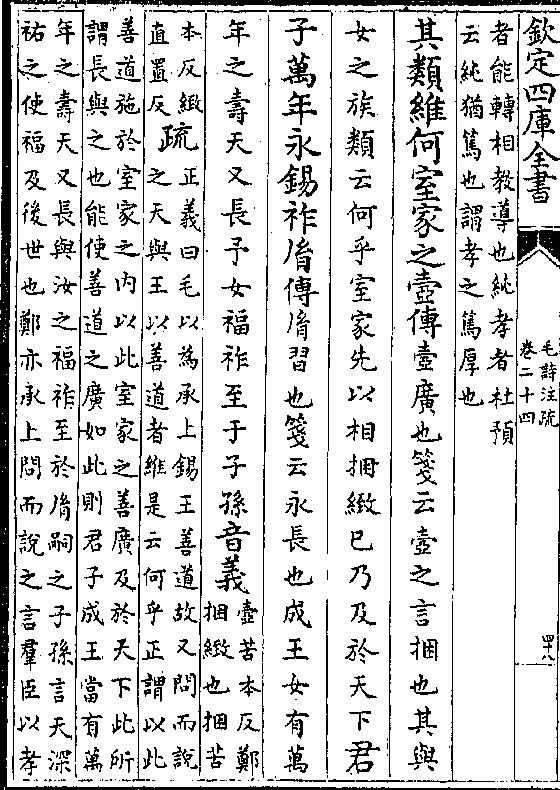 欽定四庫全書
毛詩注疏
卷二十四
四十八
者能轉相教導也純孝者杜預
云純猶篤也謂孝之篤厚也
其類維何室家之壼傳壼廣也箋云壼之言捆也其與
女之族類云何乎室家先以相捆緻已乃及於天下君
子萬年永錫祚胤傳胤習也箋云永長也成王女有萬
年之壽天又長予女福祚至于子孫音義壼苦本反鄭
捆緻也捆苦
本反緻
直置反疏正義曰毛以為承上錫王善道故又問而說
之天與王以善道者維是云何乎正謂以此
善道施於室家之内以此室家之善廣及於天下此所
謂長與之也能使善道之廣如此則君子成王當有萬
年之壽天又長與汝之福祚至於胤嗣之子孫言天深
祐之使福及後世也鄭亦承上問而說之言羣臣以孝